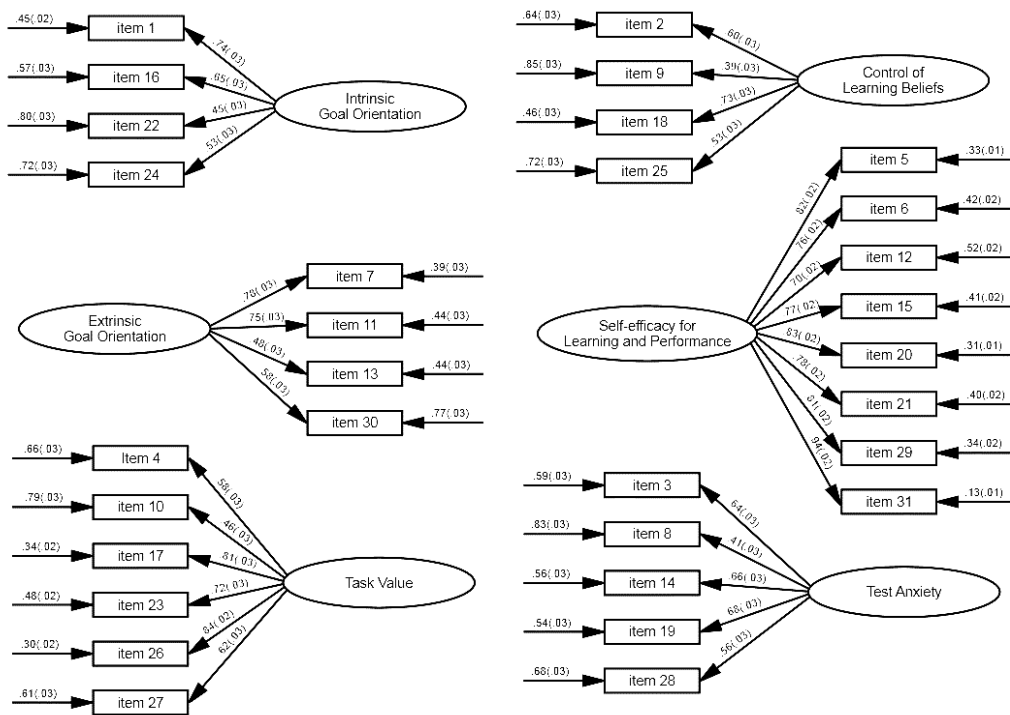 .45(.02)
item 1
.74(.03)
.57(.03)
item 16
.65(.03)
.80(.03)
item 22
.45(.03)
.72(.03)
item 24
.53(.03)
Intrinsic
Goal Orientation
.64(.03)
item 2
.60(.03)
.85(.03)
item 9
.39(.03)
.46(.03)
item 18
.73(.03)
.72(.03)
item 25
.53(.03)
Control of
Learning Beliefs
Extrinsic
Goal Orientation
.78(.03)
item 7
.39(.03)
.75(.03)
item 11
.44(.03)
.48(.03)
item 13
.44(.03)
.58(.03)
item 30
.77(.03)
Self-efficacy for
Learning and Performance
.82(.02)
item 5
.33(.01)
.76(.02)
item 6
.42(.02)
.70(.02)
item 12
.52(.02)
.77(.02)
item 15
.41(.02)
.83(.02)
item 20
.31(.01)
.78(.02)
item 21
.40(.02)
.81(.02)
item 29
.34(.02)
.94(.02)
item 31
.13(.01)
.66(.03)
Item 4
.58(.03)
.79(.03)
item 10
.46(.03)
.34(.02)
item 17
.81(.03)
.48(.02)
item 23
.72(.03)
.30(.02)
item 26
.84(.02)
.61(.03)
item 27
.62(.03)
Task Value
.59(.03)
item 3
.64(.03)
.83(.03)
item 8
.41(.03)
.56(.03)
item 14
.66(.03)
.54(.03)
item 19
.68(.03)
.68(.03)
item 28
.56(.03)
Test Anxiety